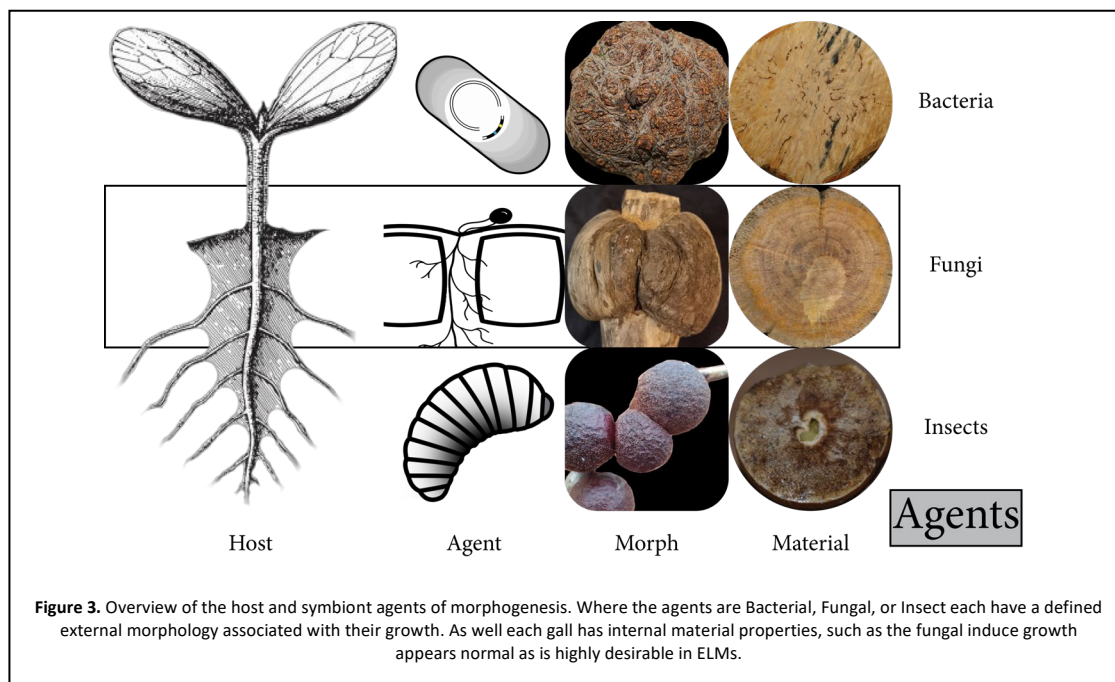 Bacteria
Fungi
Insects
Agents
Host
Agent
Morph
Material
Figure 3. Overview of the host and symbiont agents of morphogenesis. Where the agents are Bacterial, Fungal, or Insect each have a defined
external morphology associated with their growth. As well each gall has internal material properties, such as the fungal induce growth
appears normal as is highly desirable in ELMs.